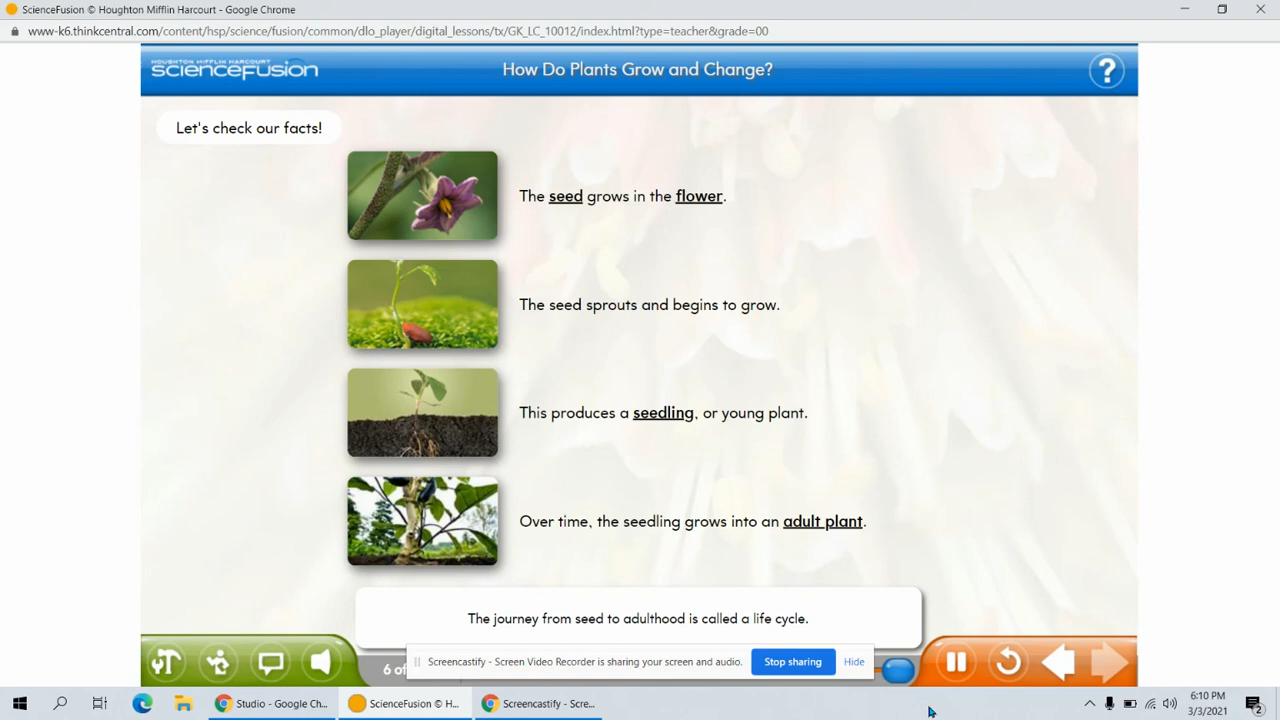 ScienceFusion © Houghton Mifflin Harcourt - Google Chrome
www-k6.thinkcentral.com/content/hsp/science/fusion/common/dlo_player/digital_lessons/tx/GK_LC_10012/index.html?type=teacher&grade=00
HOUGHTON MIFFLIN HARCOURT
SCIENCEFUSION
How Do Plants Grow and Change?
?
Let's check our facts!
The seed grows in the flower.
The seed sprouts and begins to grow.
This produces a seedling, or young plant.
Over time, the seedling grows into an adult plant.
The journey from seed to adulthood is called a life cycle.
6 of
Screencastify - Screen Video Recorder is sharing your screen and audio.
Stop sharing
Hide
Studio - Google Ch...
ScienceFusion © H...
Screencastify - Scre...
6:10 PM
3/3/2021
2